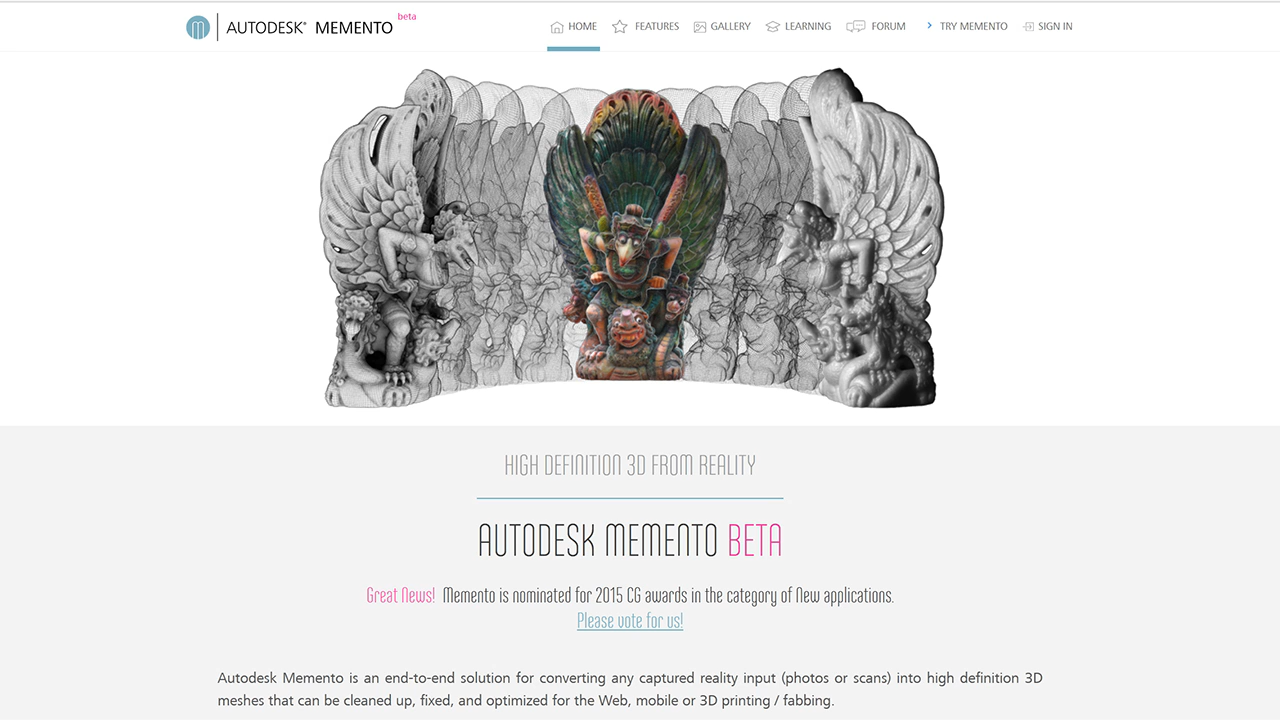 AUTODESK® MEMENTO beta
HOME FEATURES GALLERY LEARNING FORUM TRY MEMENTO SIGN IN
HIGH DEFINITION 3D FROM REALITY
AUTODESK MEMENTO BETA
Great News! Memento is nominated for 2015 CG awards in the category of New applications.
Please vote for us!
Autodesk Memento is an end-to-end solution for converting any captured reality input (photos or scans) into high definition 3D
meshes that can be cleaned up, fixed, and optimized for the Web, mobile or 3D printing / fabbing.